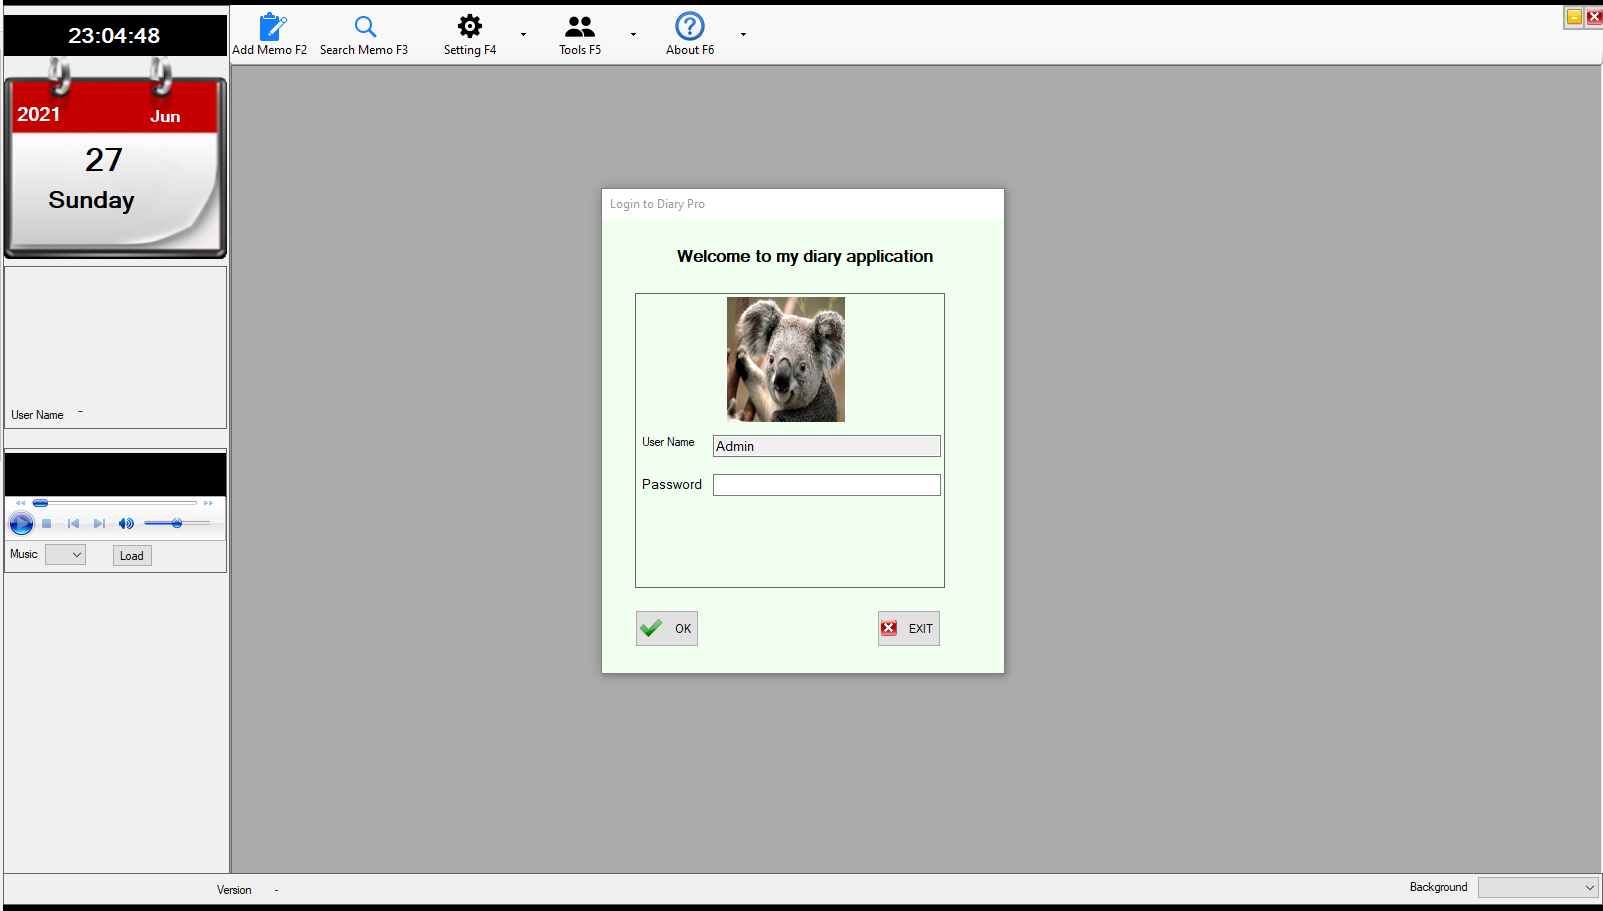 23:04:48
Add Memo F2
Search Memo F3
Setting F4
Tools F5
About F6
2021
Jun
27
Sunday
User Name -
Music
Load
Login to Diary Pro
Welcome to my diary application
User Name
Admin
Password
OK
EXIT
Version -
Background